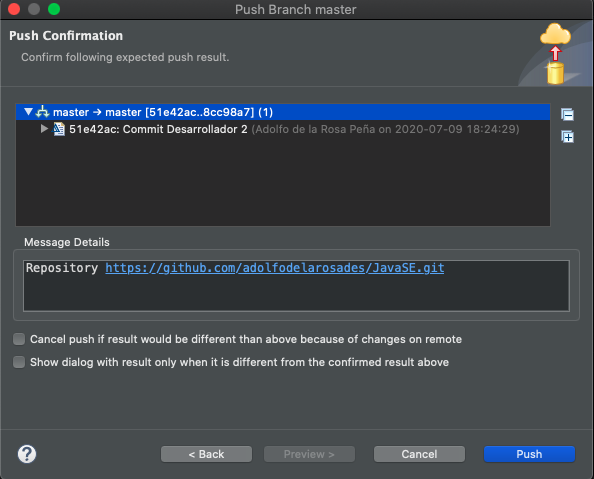 Push Branch master
Push Confirmation
Confirm following expected push result.
master → master [51e42ac..8cc98a7] (1)
51e42ac: Commit Desarrollador 2 (Adolfo de la Rosa Peña on 2020-07-09 18:24:29)
Message Details
Repository https://github.com/adolfodelarosades/JavaSE.git
Cancel push if result would be different than above because of changes on remote
Show dialog with result only when it is different from the confirmed result above
?
< Back
Preview >
Cancel
Push